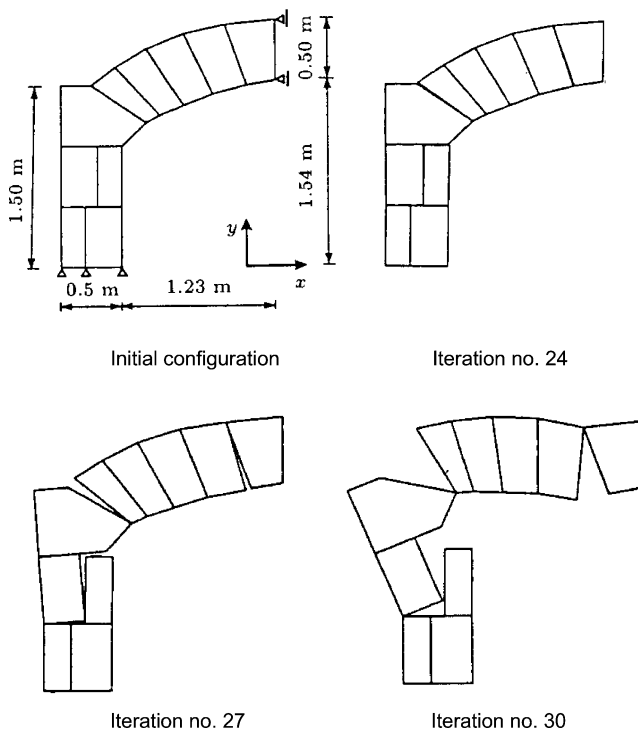 0.50 m
1.50 m
1.54 m
y
x
0.5 m
1.23 m
Initial configuration
Iteration no. 24
Iteration no. 27
Iteration no. 30